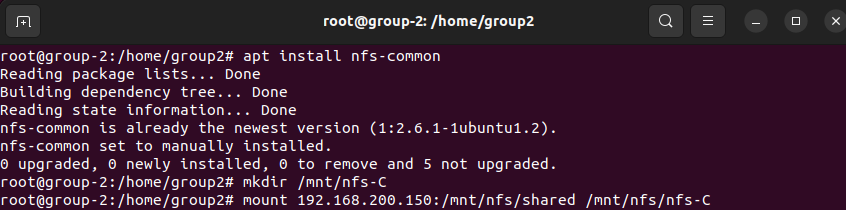 root@group-2: /home/group2
root@group-2:/home/group2# apt install nfs-common
Reading package lists... Done
Building dependency tree... Done
Reading state information... Done
nfs-common is already the newest version (1:2.6.1-1ubuntu1.2).
nfs-common set to manually installed.
0 upgraded, 0 newly installed, 0 to remove and 5 not upgraded.
root@group-2:/home/group2# mkdir /mnt/nfs-C
root@group-2:/home/group2# mount 192.168.200.150:/mnt/nfs/shared /mnt/nfs/nfs-C